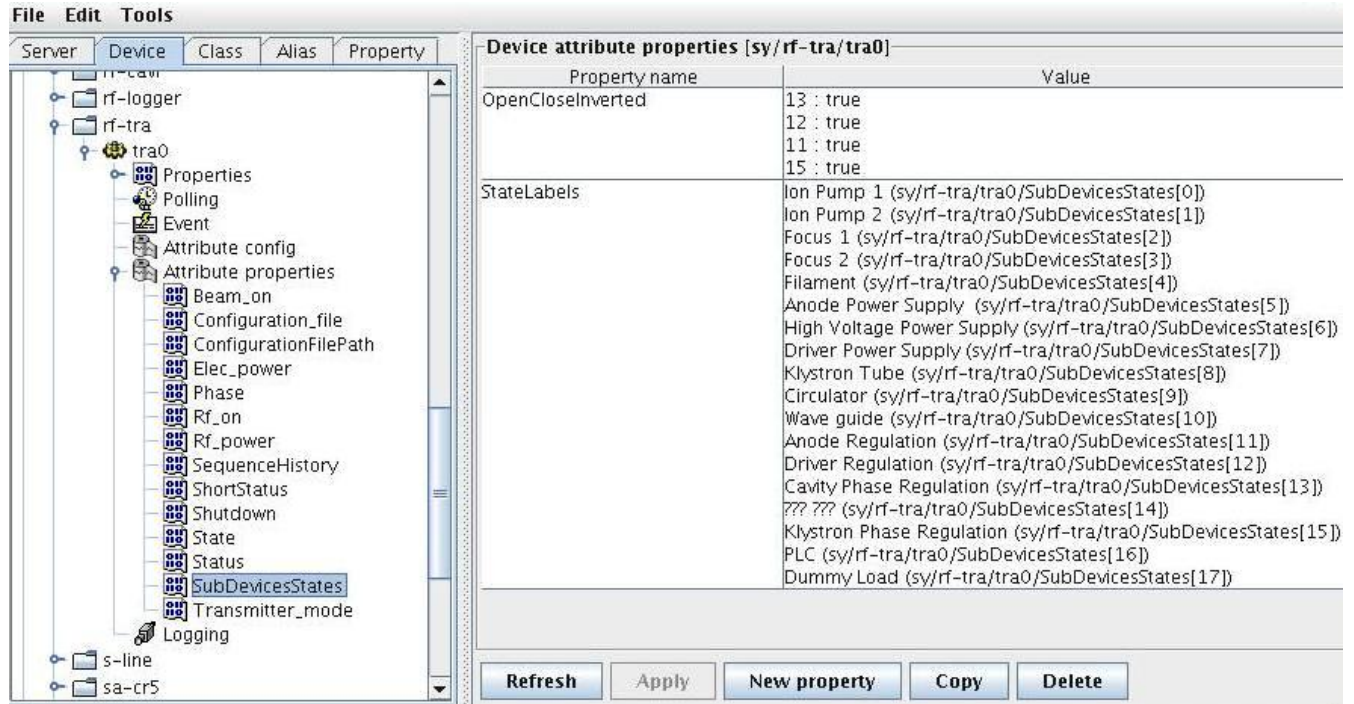 File Edit Tools
Server Device Class Alias Property
rf-cavi
rf-logger
rf-tra
tra0
Properties
Polling
Event
Attribute config
Attribute properties
Beam_on
Configuration_file
ConfigurationFilePath
Elec_power
Phase
Rf_on
Rf_power
SequenceHistory
ShortStatus
Shutdown
State
Status
SubDevicesStates
Transmitter_mode
Logging
s-line
sa-cr5
Device attribute properties [sy/rf-tra/tra0]
Property name Value
OpenCloseInverted 13 : true
12 : true
11 : true
15 : true
StateLabels Ion Pump 1 (sy/rf-tra/tra0/SubDevicesStates[0])
Ion Pump 2 (sy/rf-tra/tra0/SubDevicesStates[1])
Focus 1 (sy/rf-tra/tra0/SubDevicesStates[2])
Focus 2 (sy/rf-tra/tra0/SubDevicesStates[3])
Filament (sy/rf-tra/tra0/SubDevicesStates[4])
Anode Power Supply (sy/rf-tra/tra0/SubDevicesStates[5])
High Voltage Power Supply (sy/rf-tra/tra0/SubDevicesStates[6])
Driver Power Supply (sy/rf-tra/tra0/SubDevicesStates[7])
Klystron Tube (sy/rf-tra/tra0/SubDevicesStates[8])
Circulator (sy/rf-tra/tra0/SubDevicesStates[9])
Wave guide (sy/rf-tra/tra0/SubDevicesStates[10])
Anode Regulation (sy/rf-tra/tra0/SubDevicesStates[11])
Driver Regulation (sy/rf-tra/tra0/SubDevicesStates[12])
Cavity Phase Regulation (sy/rf-tra/tra0/SubDevicesStates[13])
??? ??? (sy/rf-tra/tra0/SubDevicesStates[14])
Klystron Phase Regulation (sy/rf-tra/tra0/SubDevicesStates[15])
PLC (sy/rf-tra/tra0/SubDevicesStates[16])
Dummy Load (sy/rf-tra/tra0/SubDevicesStates[17])
Refresh Apply New property Copy Delete